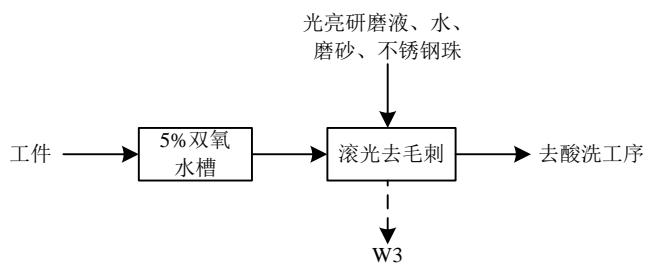 光亮研磨液、水、
磨砂、不锈钢珠
工件
5%双氧
水槽
滚光去毛刺
去酸洗工序
W3